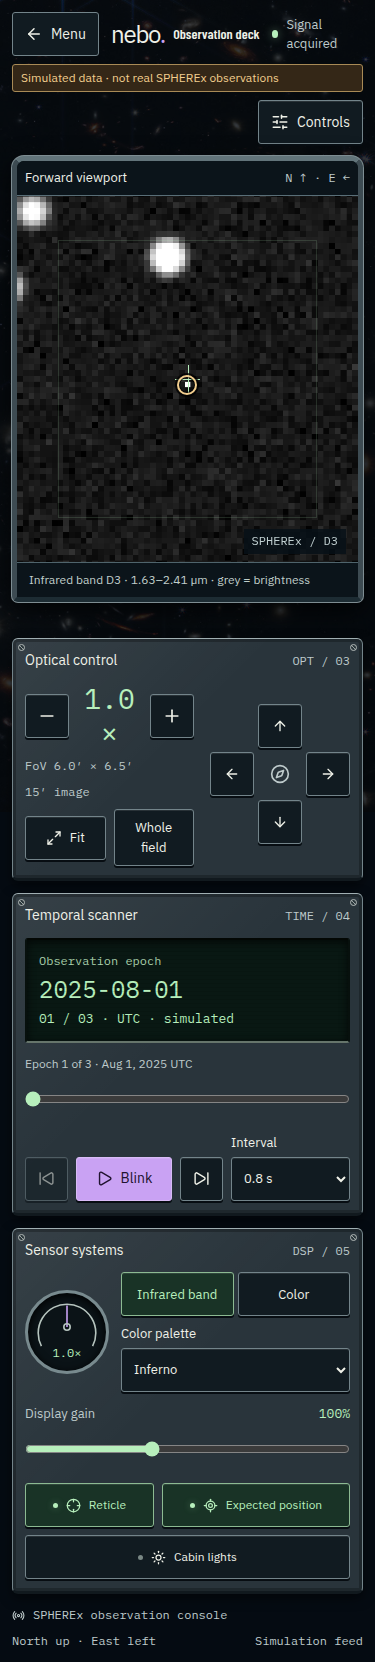 Menu
nebo. Observation deck
Signal
acquired
Simulated data · not real SPHEREx observations
Controls
Forward viewport
N ↑ · E ←
SPHEREx / D3
Infrared band D3 · 1.63–2.41 µm · grey = brightness
Optical control
OPT / 03
1.0
×
FoV 6.0′ × 6.5′
15′ image
Fit
Whole
field
Temporal scanner
TIME / 04
Observation epoch
2025-08-01
01 / 03 · UTC · simulated
Epoch 1 of 3 · Aug 1, 2025 UTC
Interval
Blink
0.8 s
Sensor systems
DSP / 05
1.0×
Infrared band
Color
Color palette
Inferno
Display gain
100%
Reticle
Expected position
Cabin lights
SPHEREx observation console
North up · East left
Simulation feed